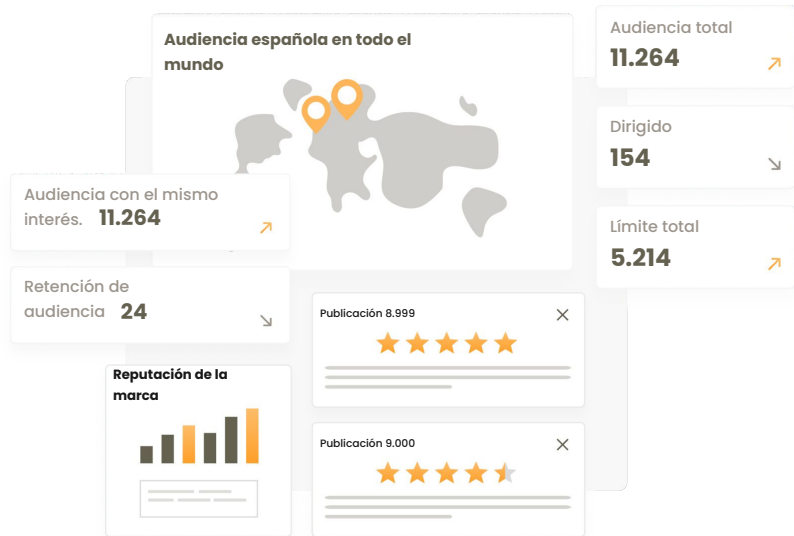 Audiencia española en todo el
mundo
Audiencia total
11.264
Dirigido
154
Límite total
5.214
Audiencia con el mismo
interés. 11.264
Retención de
audiencia 24
Publicación 8.999
Reputación de la
marca
Publicación 9.000